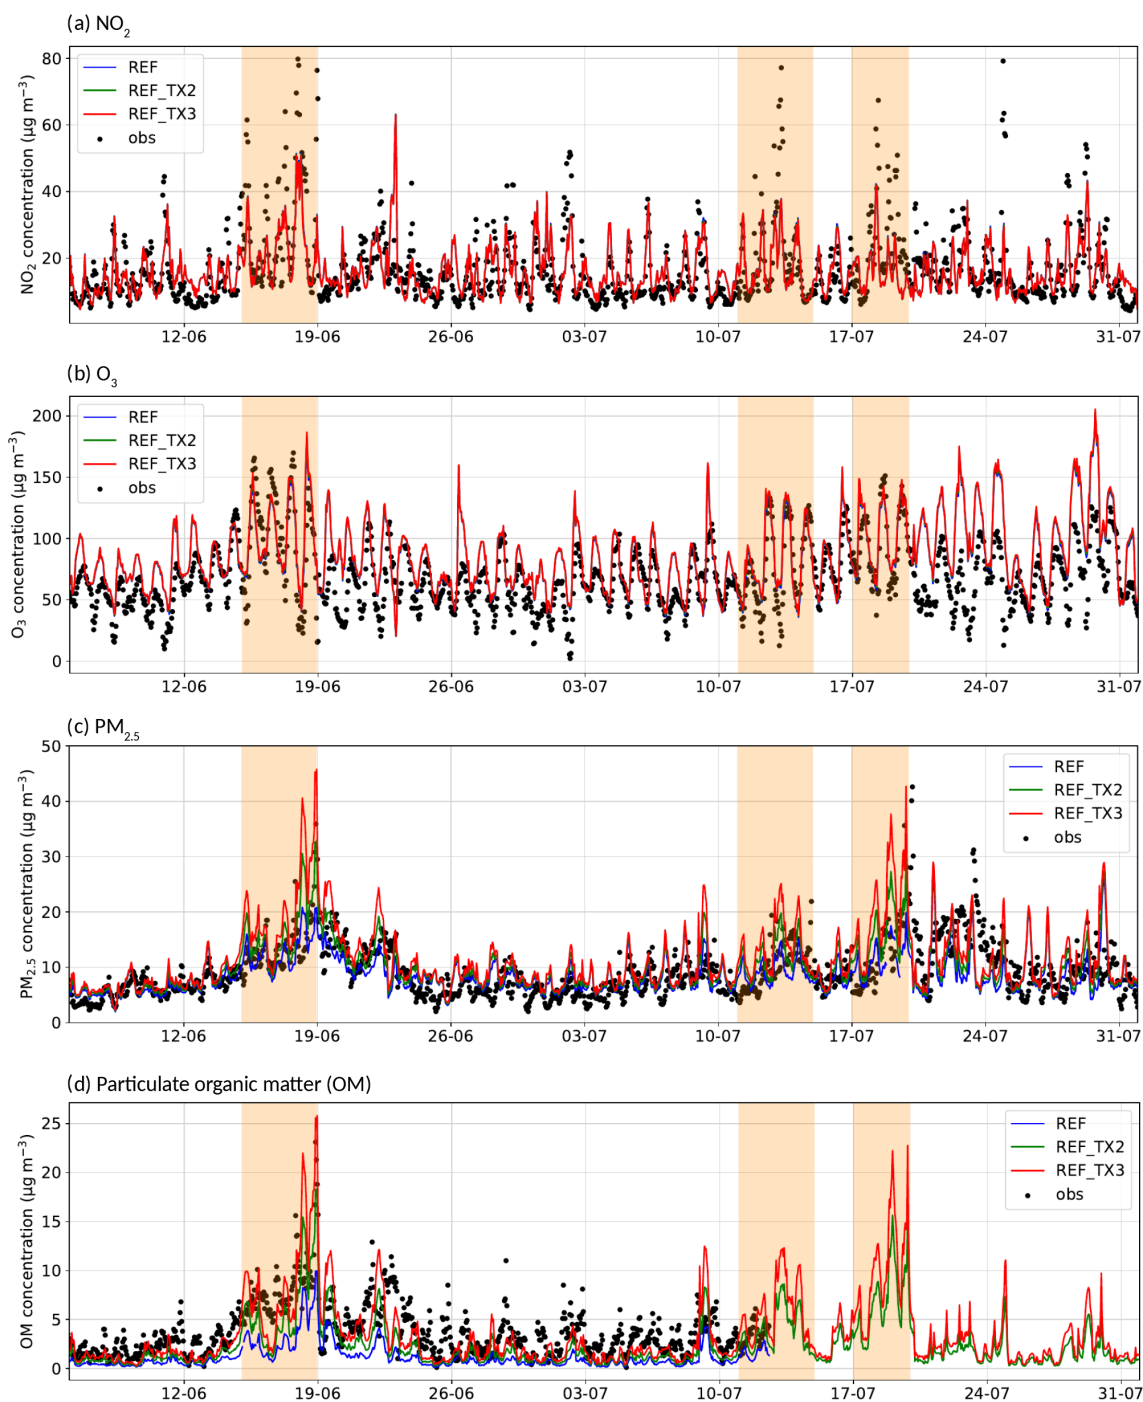 (a) NO2
80
60
40
20
NO2 concentration (µg m−3)
REF
REF_TX2
REF_TX3
obs
12-06 19-06 26-06 03-07 10-07 17-07 24-07 31-07
(b) O3
200
150
100
50
0
O3 concentration (µg m−3)
REF
REF_TX2
REF_TX3
obs
12-06 19-06 26-06 03-07 10-07 17-07 24-07 31-07
(c) PM2.5
50
40
30
20
10
0
PM2.5 concentration (µg m−3)
REF
REF_TX2
REF_TX3
obs
12-06 19-06 26-06 03-07 10-07 17-07 24-07 31-07
(d) Particulate organic matter (OM)
25
20
15
10
5
0
OM concentration (µg m−3)
REF
REF_TX2
REF_TX3
obs
12-06 19-06 26-06 03-07 10-07 17-07 24-07 31-07